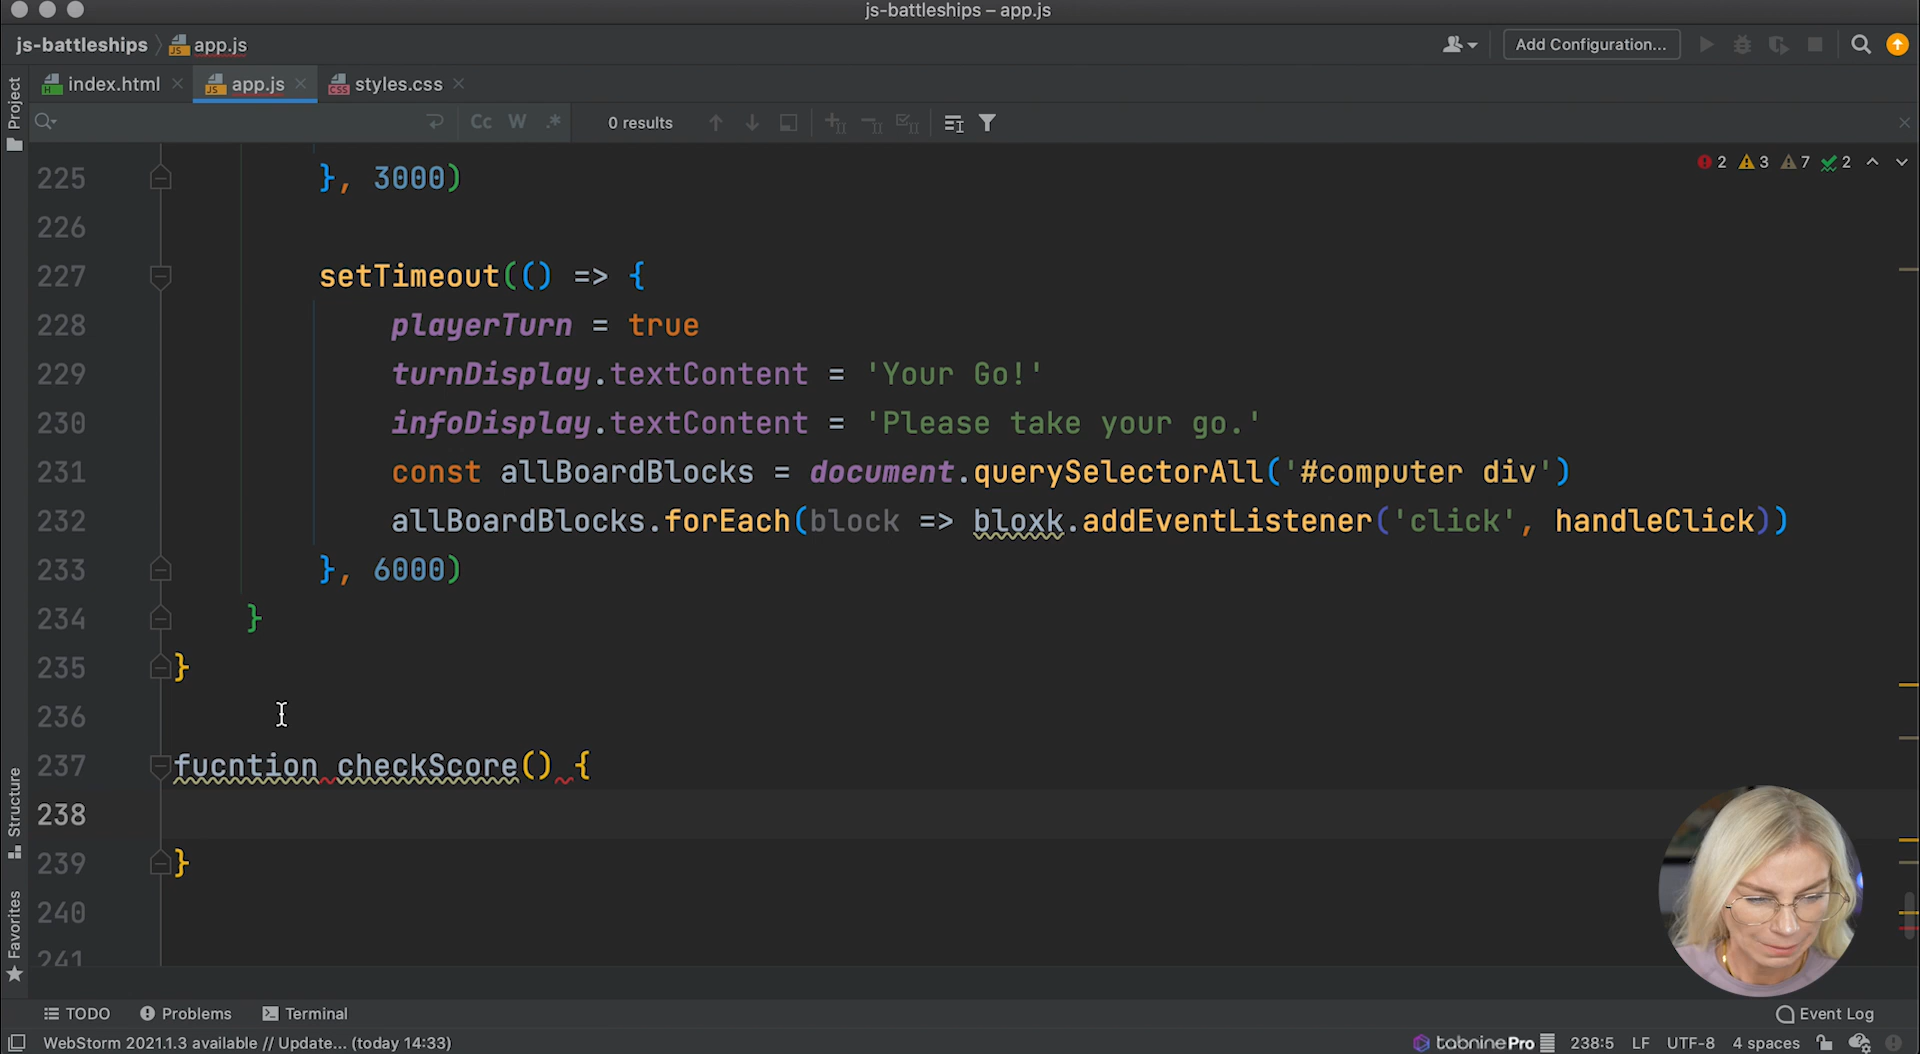 js-battleships – app.js
js-battleships app.js
Add Configuration...
index.html
app.js
styles.css
Project
Cc W .*
0 results
2 3 7 2
225 }, 3000)
226
227 setTimeout(() => {
228 playerTurn = true
229 turnDisplay.textContent = 'Your Go!'
230 infoDisplay.textContent = 'Please take your go.'
231 const allBoardBlocks = document.querySelectorAll('#computer div')
232 allBoardBlocks.forEach(block => bloxk.addEventListener('click', handleClick))
233 }, 6000)
234 }
235 }
236
237 fucntion checkScore() {
238
239 }
240
241
Structure
Favorites
TODO
Problems
Terminal
Event Log
WebStorm 2021.1.3 available // Update... (today 14:33)
tabnine Pro
238:5 LF UTF-8 4 spaces